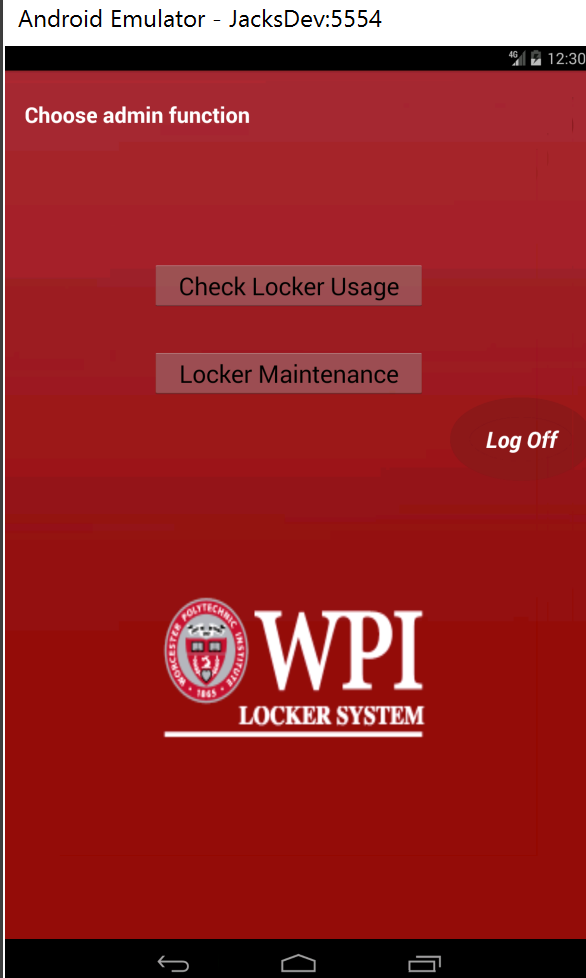 Android Emulator - JacksDev:5554
4G 12:30
Choose admin function
Check Locker Usage
Locker Maintenance
Log Off
WORCESTER POLYTECHNIC INSTITUTE
1865
WPI
LOCKER SYSTEM